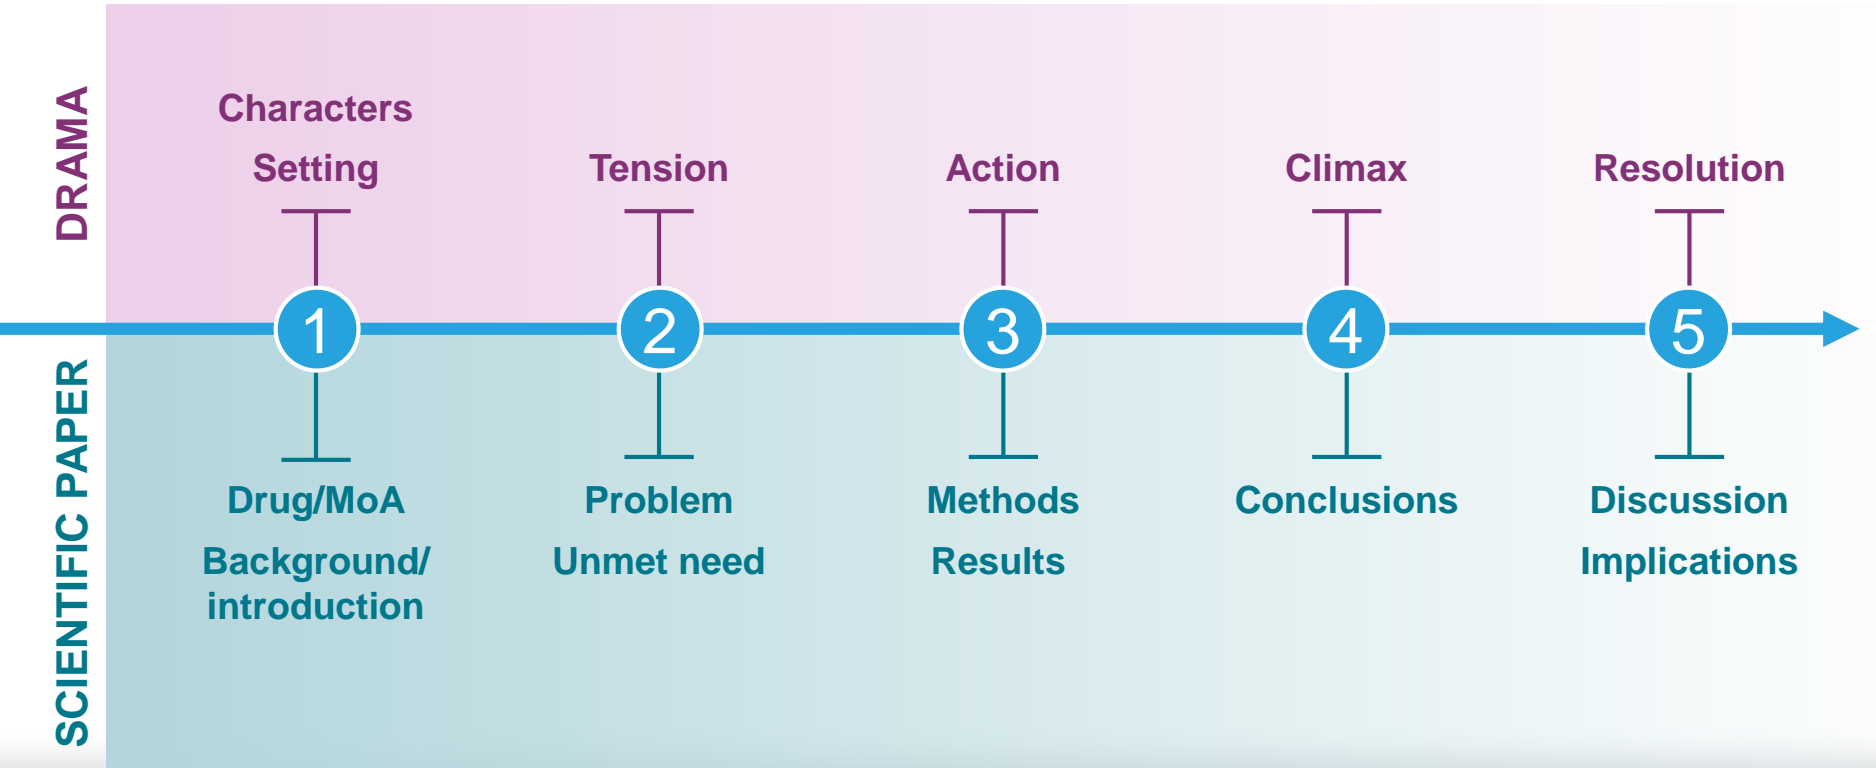 DRAMA
Characters
Setting
Tension
Action
Climax
Resolution
1
2
3
4
5
SCIENTIFIC PAPER
Drug/MoA
Background/
introduction
Problem
Unmet need
Methods
Results
Conclusions
Discussion
Implications